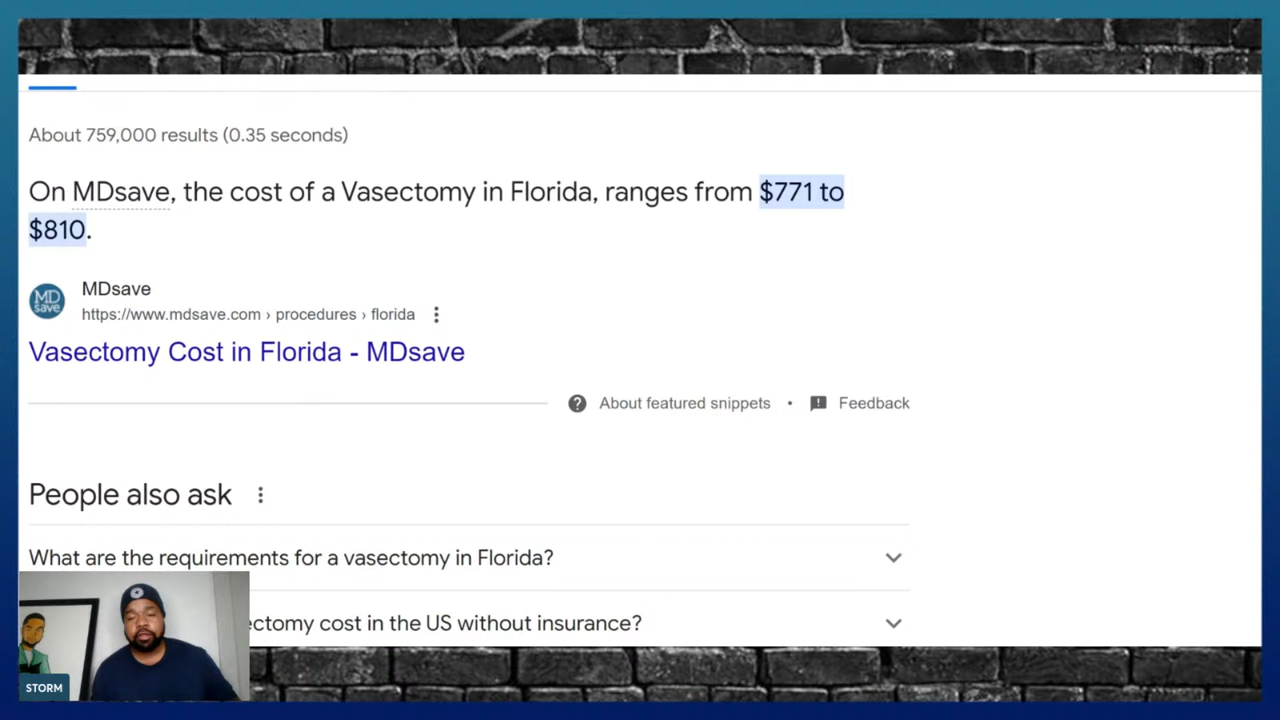 About 759,000 results (0.35 seconds)
On MDsave, the cost of a Vasectomy in Florida, ranges from $771 to
$810.
MD
save
MDsave
https://www.mdsave.com › procedures › florida
Vasectomy Cost in Florida - MDsave
About featured snippets • Feedback
People also ask
What are the requirements for a vasectomy in Florida?
ectomy cost in the US without insurance?
STORM